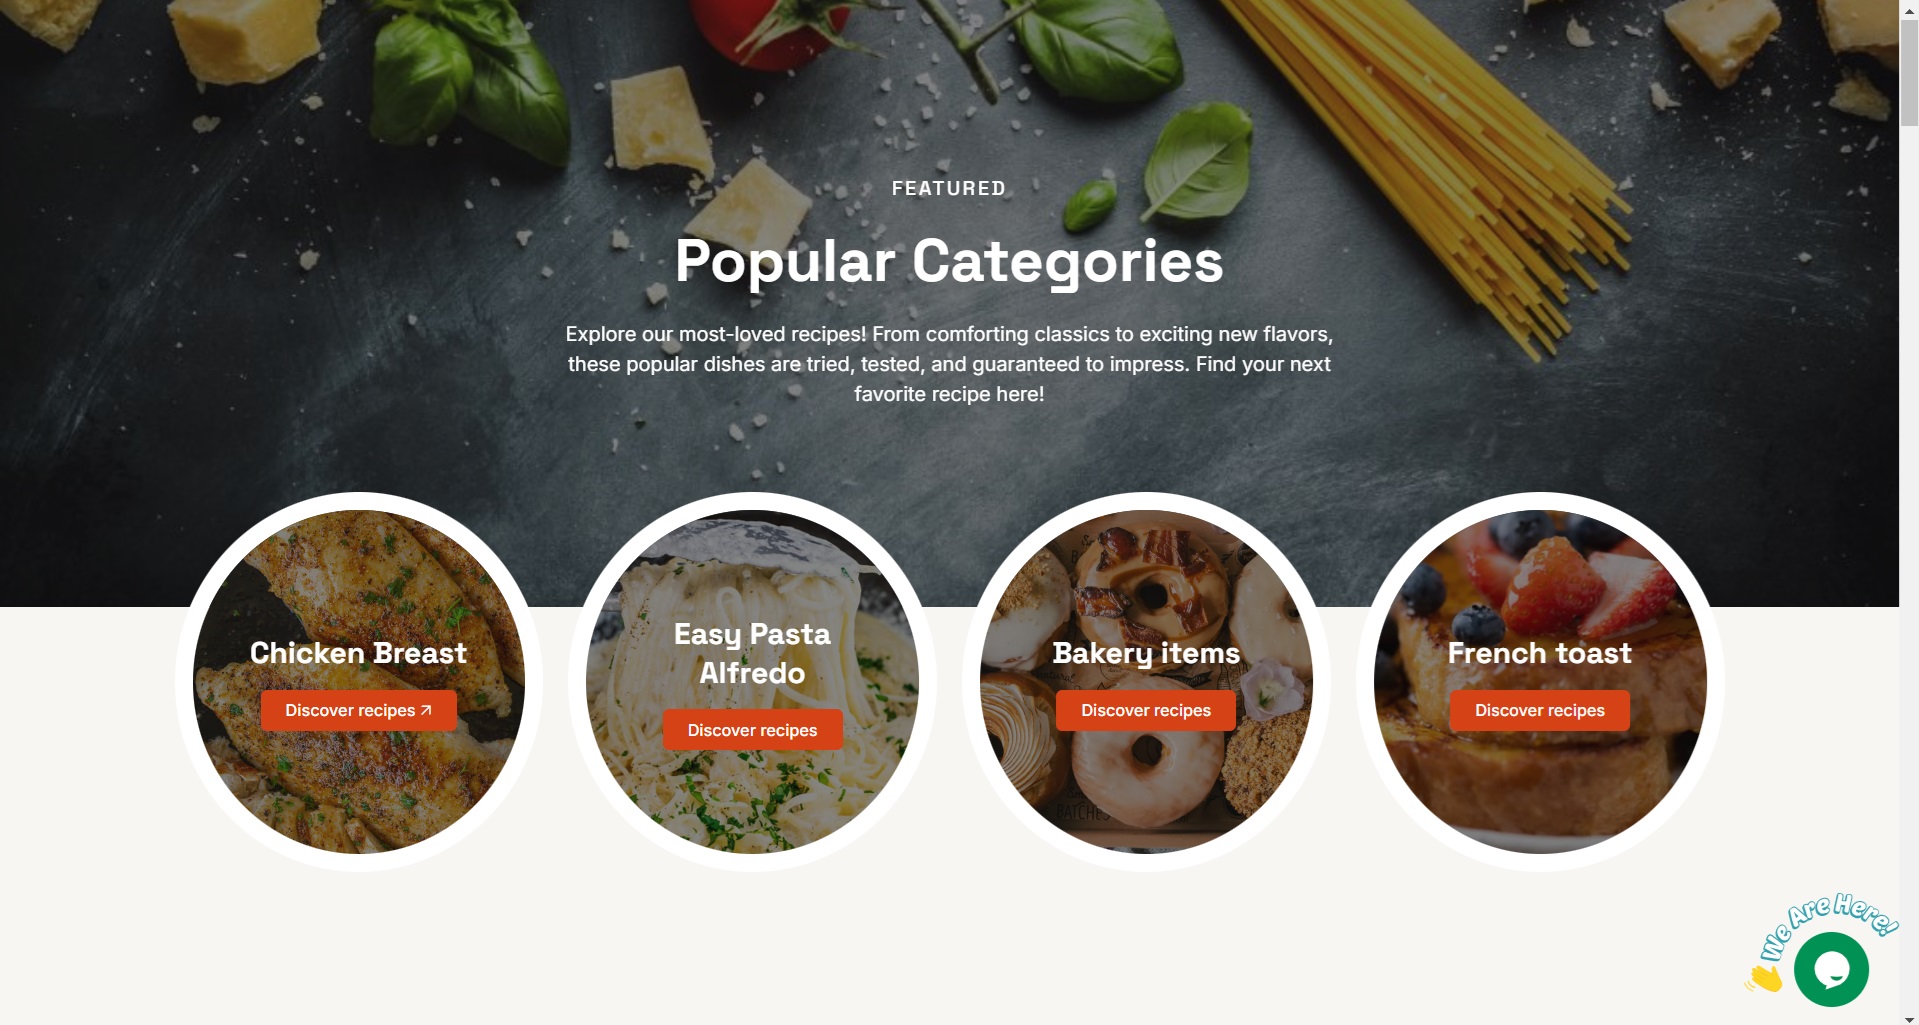 FEATURED
Popular Categories
Explore our most-loved recipes! From comforting classics to exciting new flavors,
these popular dishes are tried, tested, and guaranteed to impress. Find your next
favorite recipe here!
Chicken Breast
Discover recipes
Easy Pasta
Alfredo
Discover recipes
Bakery items
Discover recipes
BATCHES
French toast
Discover recipes
We Are Here!